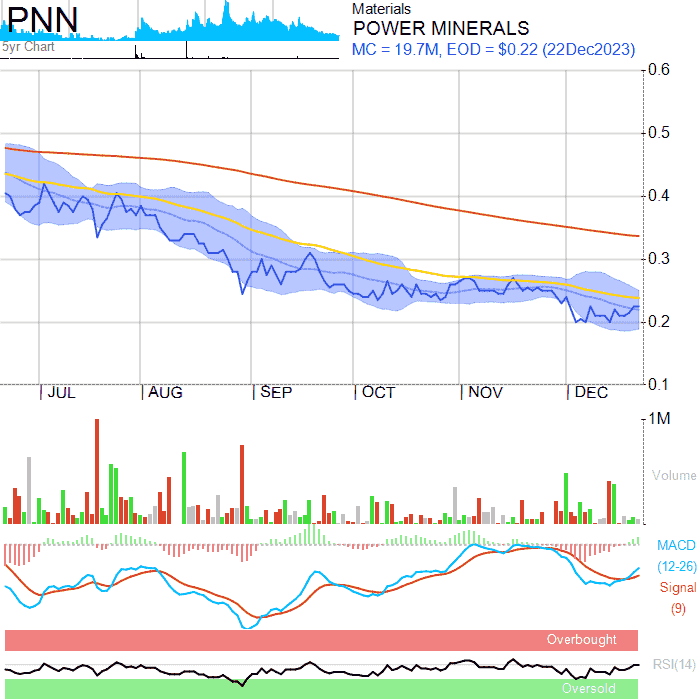 PNN
5yr Chart
Materials
POWER MINERALS
MC = 19.7M, EOD = $0.22 (22Dec2023)
0.6
0.5
0.4
0.3
0.2
0.1
JUL AUG SEP OCT NOV DEC
1M
Volume
MACD
(12-26)
Signal
(9)
Overbought
RSI(14)
Oversold